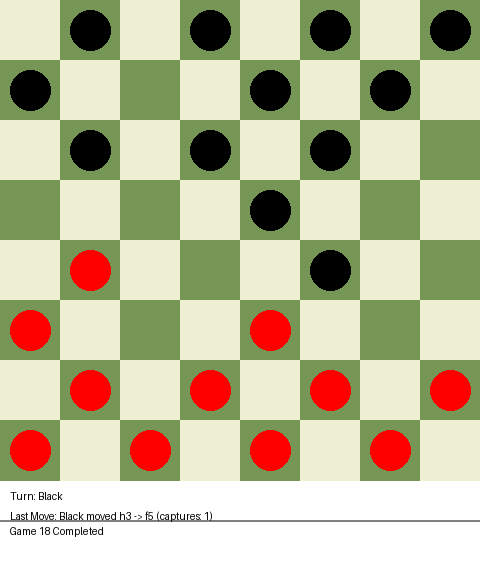 Turn: Black
Last Move: Black moved h3 -> f5 (captures: 1)
Game 18 Completed